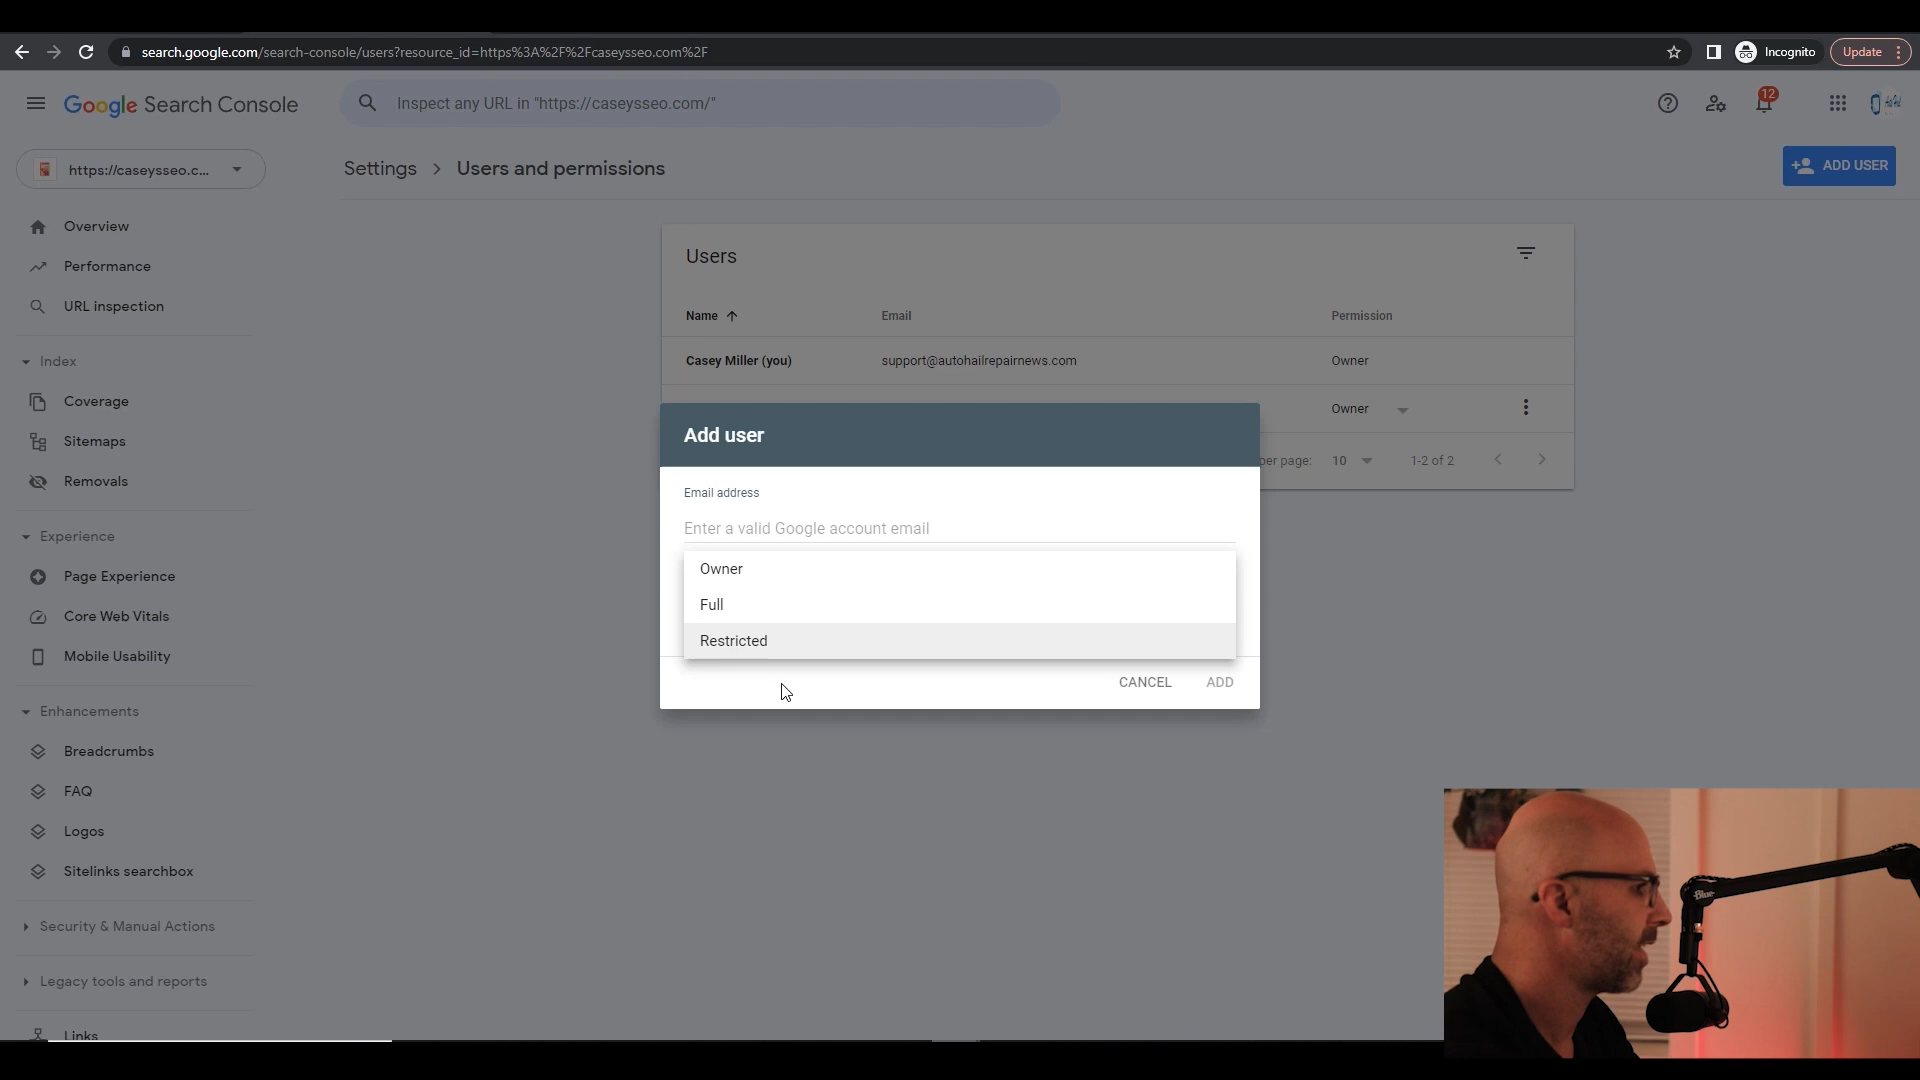 search.google.com/search-console/users?resource_id=https%3A%2F%2Fcaseysseo.com%2F
Incognito
Update
Google Search Console
Inspect any URL in "https://caseysseo.com/"
12
https://caseysseo.c...
Settings > Users and permissions
ADD USER
Overview
Performance
URL inspection
Index
Coverage
Sitemaps
Removals
Experience
Page Experience
Core Web Vitals
Mobile Usability
Enhancements
Breadcrumbs
FAQ
Logos
Sitelinks searchbox
Security & Manual Actions
Legacy tools and reports
Links
Users
Name Email Permission
Casey Miller (you) support@autohailrepairnews.com Owner
Owner
per page: 10 1-2 of 2
Add user
Email address
Enter a valid Google account email
Owner
Full
Restricted
CANCEL ADD
Blue